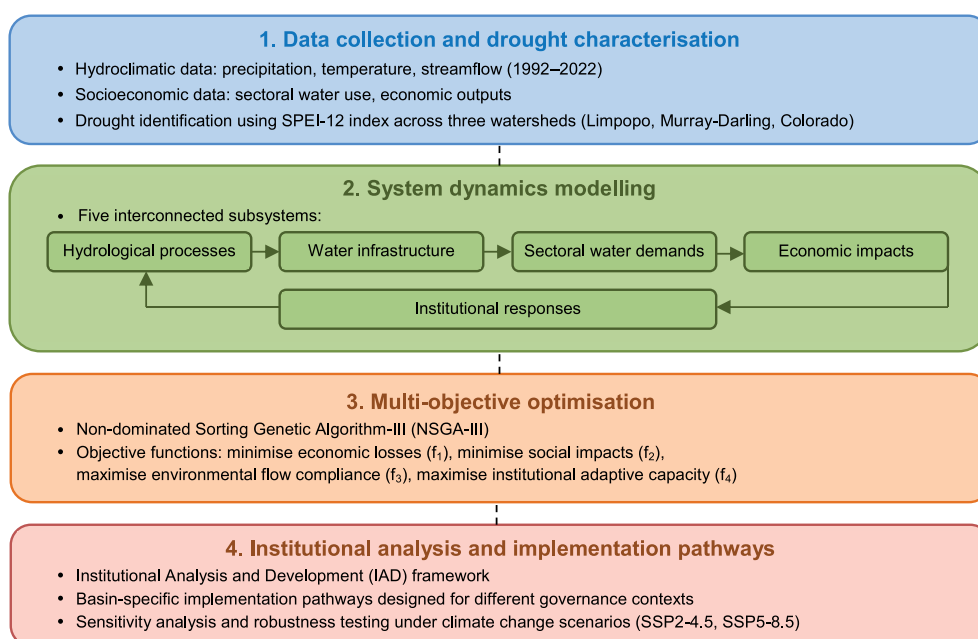 1. Data collection and drought characterisation
• Hydroclimatic data: precipitation, temperature, streamflow (1992–2022)
• Socioeconomic data: sectoral water use, economic outputs
• Drought identification using SPEI-12 index across three watersheds (Limpopo, Murray-Darling, Colorado)
2. System dynamics modelling
• Five interconnected subsystems:
Hydrological processes
Water infrastructure
Sectoral water demands
Economic impacts
Institutional responses
3. Multi-objective optimisation
• Non-dominated Sorting Genetic Algorithm-III (NSGA-III)
• Objective functions: minimise economic losses (f₁), minimise social impacts (f₂),
maximise environmental flow compliance (f₃), maximise institutional adaptive capacity (f₄)
4. Institutional analysis and implementation pathways
• Institutional Analysis and Development (IAD) framework
• Basin-specific implementation pathways designed for different governance contexts
• Sensitivity analysis and robustness testing under climate change scenarios (SSP2-4.5, SSP5-8.5)